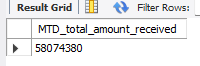 Result Grid Filter Rows:
MTD_total_amount_received
58074380